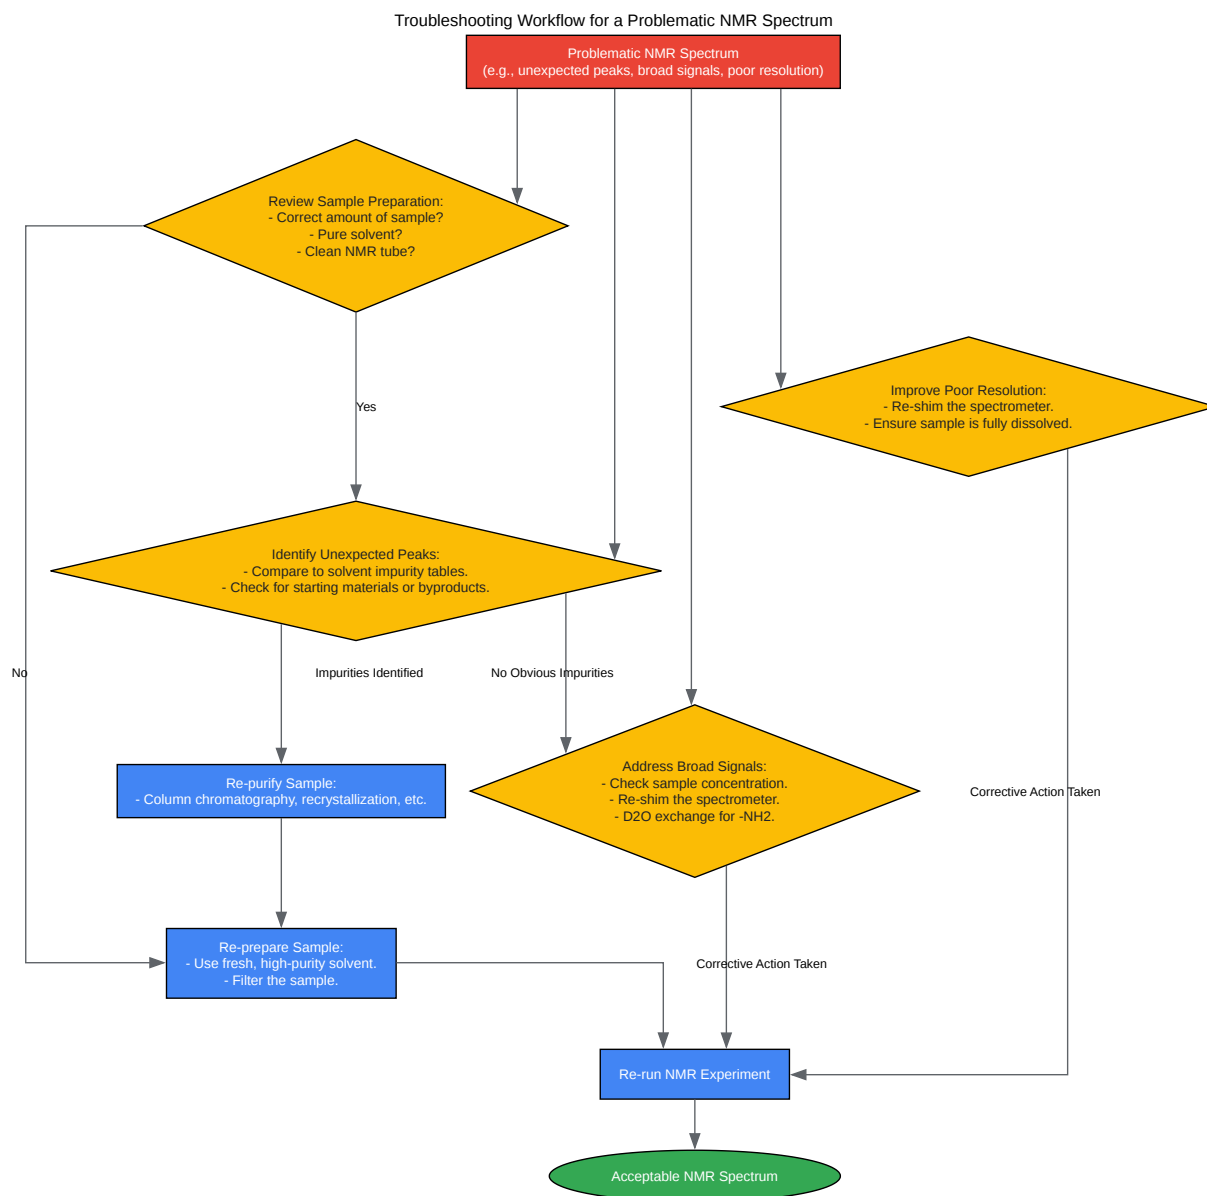 Troubleshooting Workflow for a Problematic NMR Spectrum
Problematic NMR Spectrum
(e.g., unexpected peaks, broad signals, poor resolution)
Review Sample Preparation:
- Correct amount of sample?
- Pure solvent?
- Clean NMR tube?
Improve Poor Resolution:
- Re-shim the spectrometer.
- Ensure sample is fully dissolved.
Yes
Identify Unexpected Peaks:
- Compare to solvent impurity tables.
- Check for starting materials or byproducts.
No
Impurities Identified
No Obvious Impurities
Re-purify Sample:
- Column chromatography, recrystallization, etc.
Address Broad Signals:
- Check sample concentration.
- Re-shim the spectrometer.
- D2O exchange for -NH2.
Corrective Action Taken
Re-prepare Sample:
- Use fresh, high-purity solvent.
- Filter the sample.
Corrective Action Taken
Re-run NMR Experiment
Acceptable NMR Spectrum